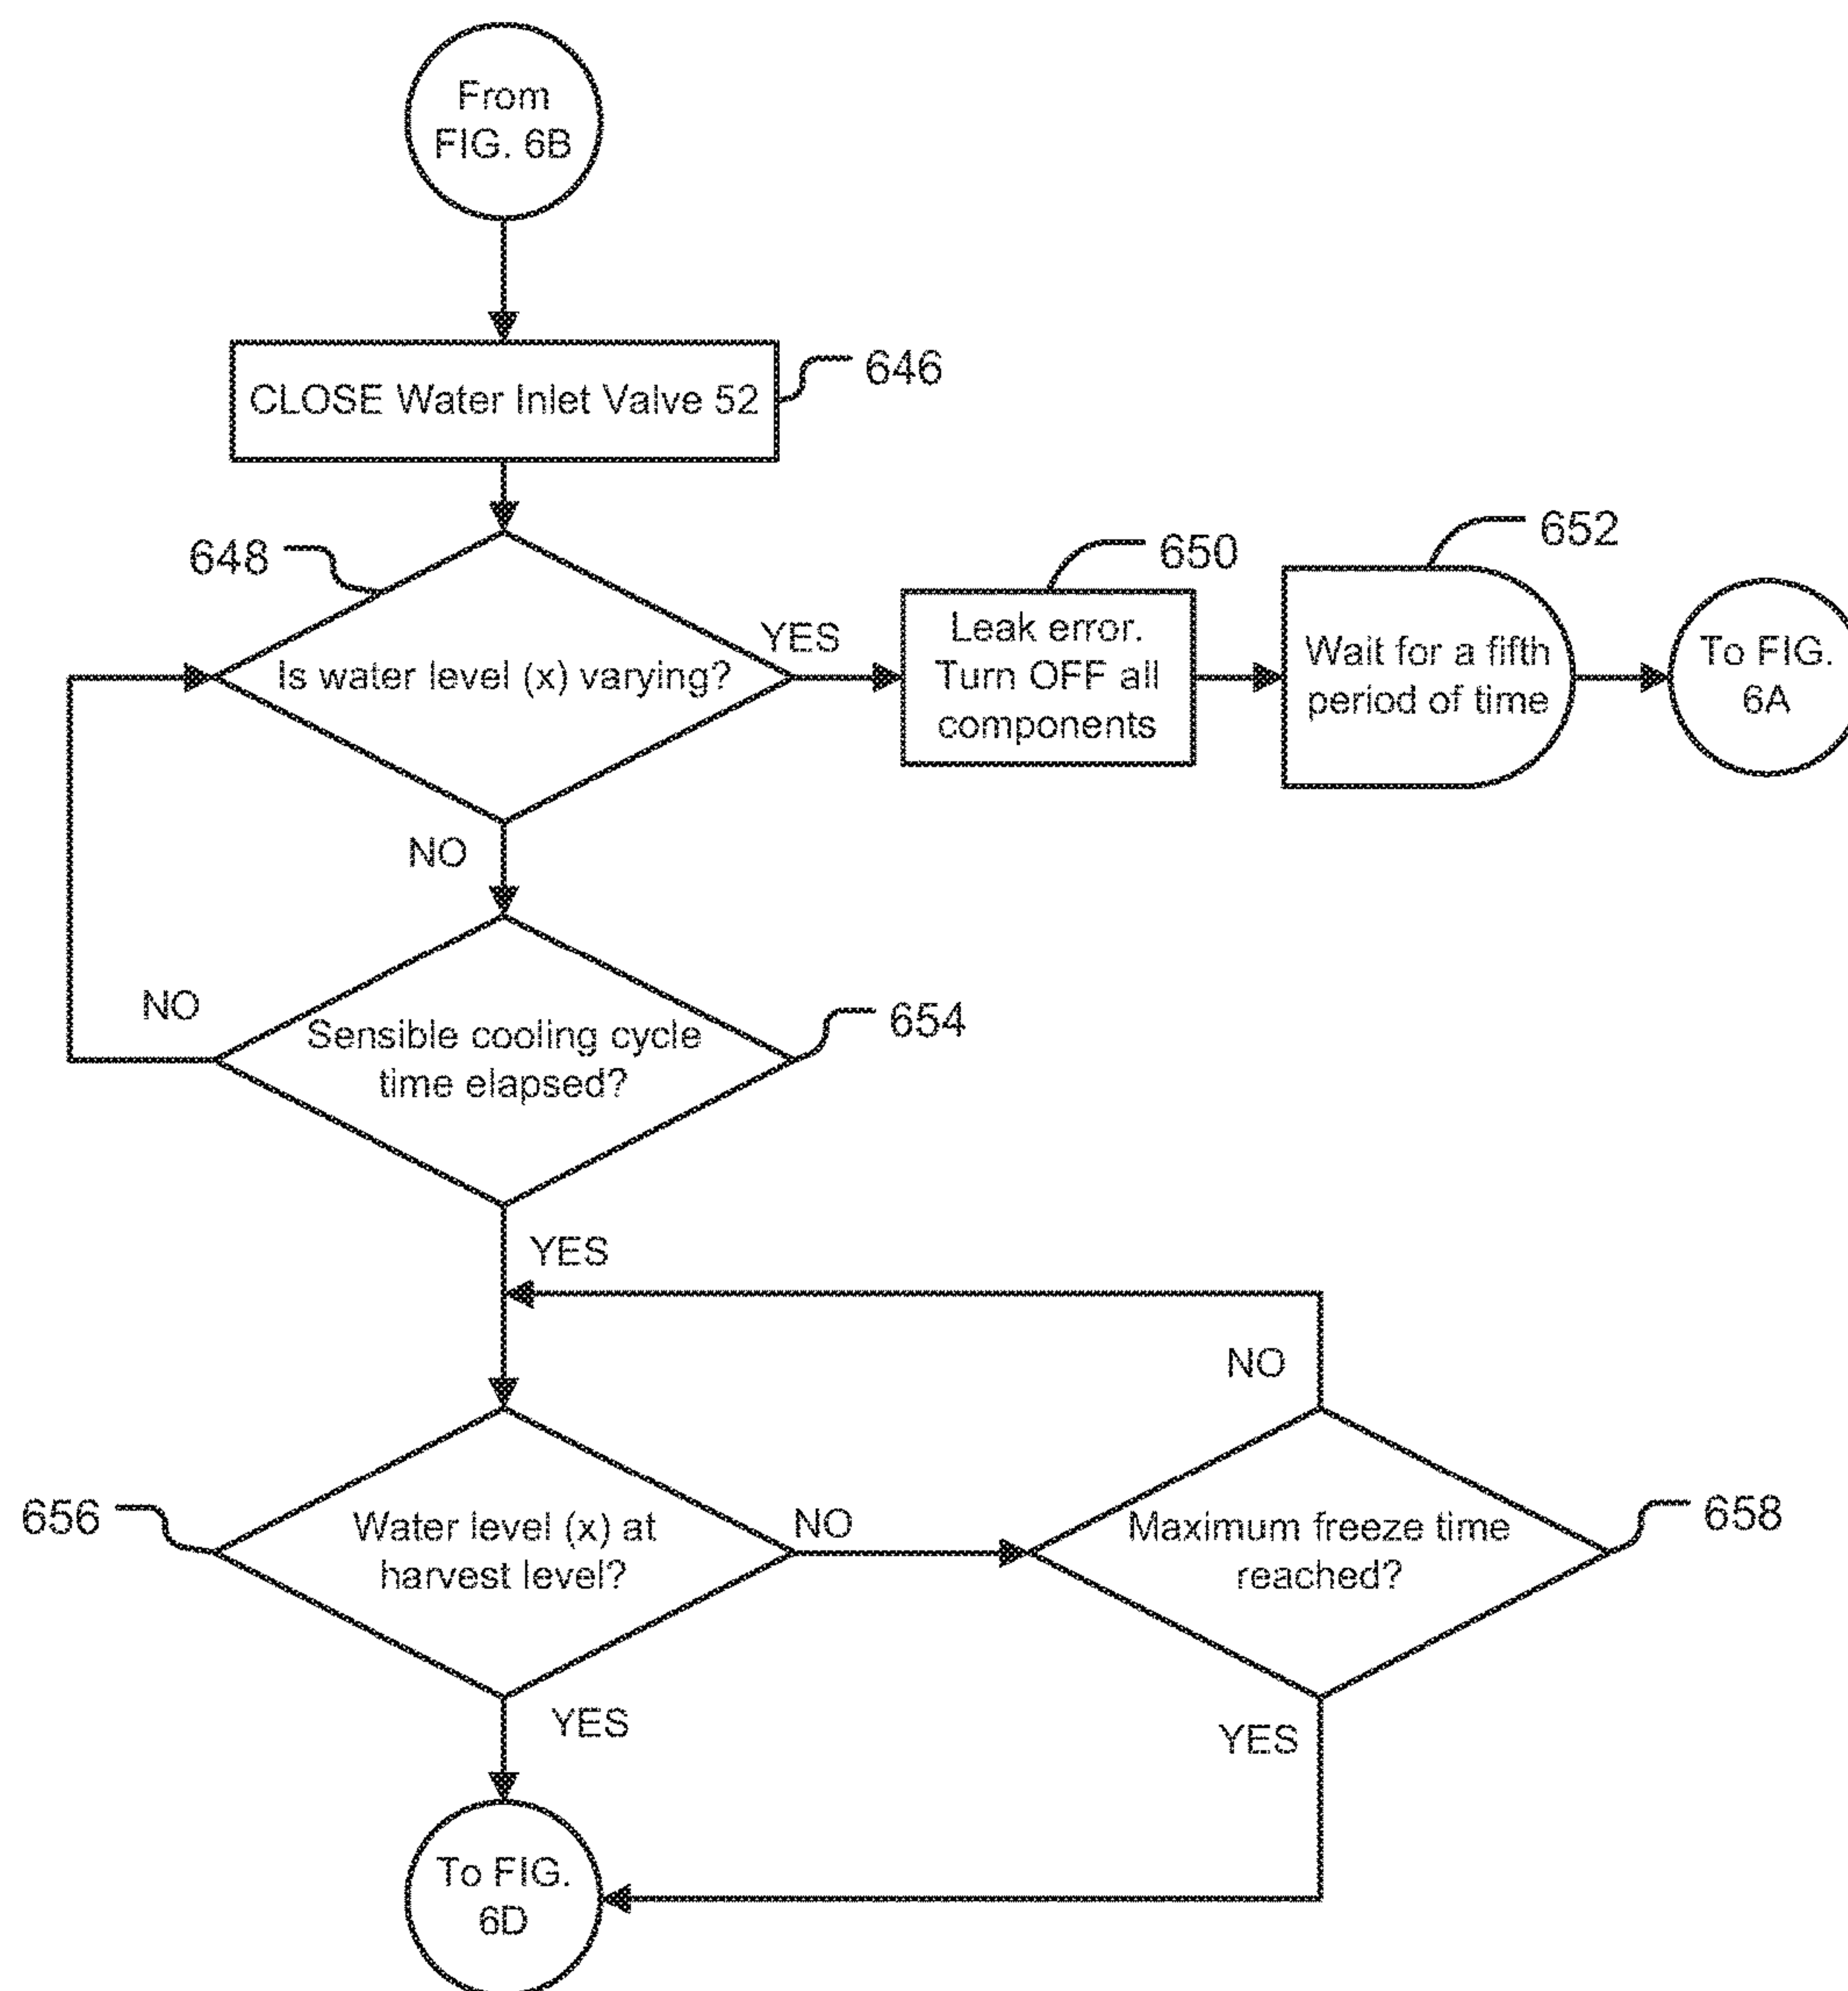 From
FIG. 6B
CLOSE Water Inlet Valve 52
646
648
Is water level (x) varying?
YES
650
Leak error.
Turn OFF all
components
652
Wait for a fifth
period of time
To FIG.
6A
NO
NO
Sensible cooling cycle
time elapsed?
654
YES
NO
656
Water level (x) at
harvest level?
NO
Maximum freeze time
reached?
658
YES
YES
To FIG.
6D